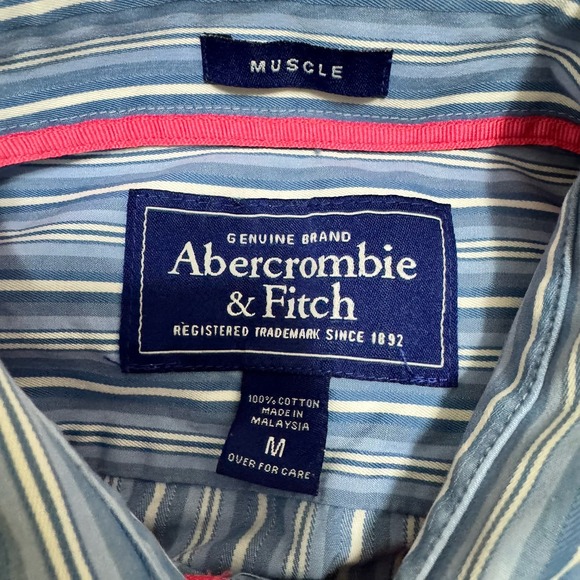 MUSCLE
GENUINE BRAND
Abercrombie
& Fitch
REGISTERED TRADEMARK SINCE 1892
100% COTTON
MADE IN
MALAYSIA
M
OVER FOR CARE